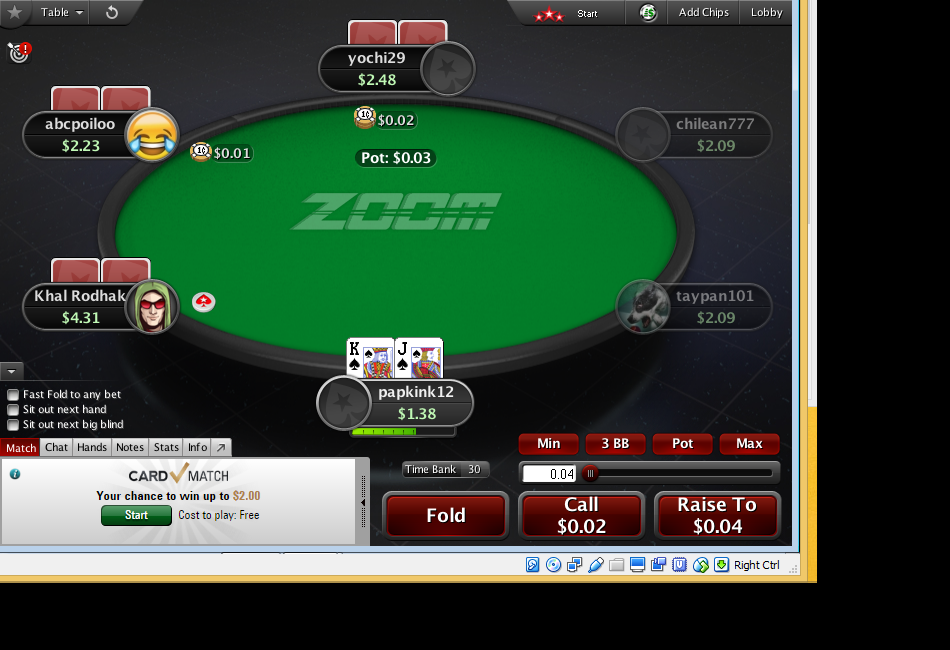 Table
Start
Add Chips
Lobby
yochi29
$2.48
abcpoiloo
$2.23
1¢
$0.02
chilean777
$2.09
1¢
$0.01
Pot: $0.03
ZOOM
Khal Rodhak
$4.31
taypan101
$2.09
K
J
papkink12
$1.38
Fast Fold to any bet
Sit out next hand
Sit out next big blind
Match Chat Hands Notes Stats Info
Min
3 BB
Pot
Max
CARD MATCH
Your chance to win up to $2.00
Start
Cost to play: Free
Time Bank 30
0.04
Fold
Call
$0.02
Raise To
$0.04
Right Ctrl